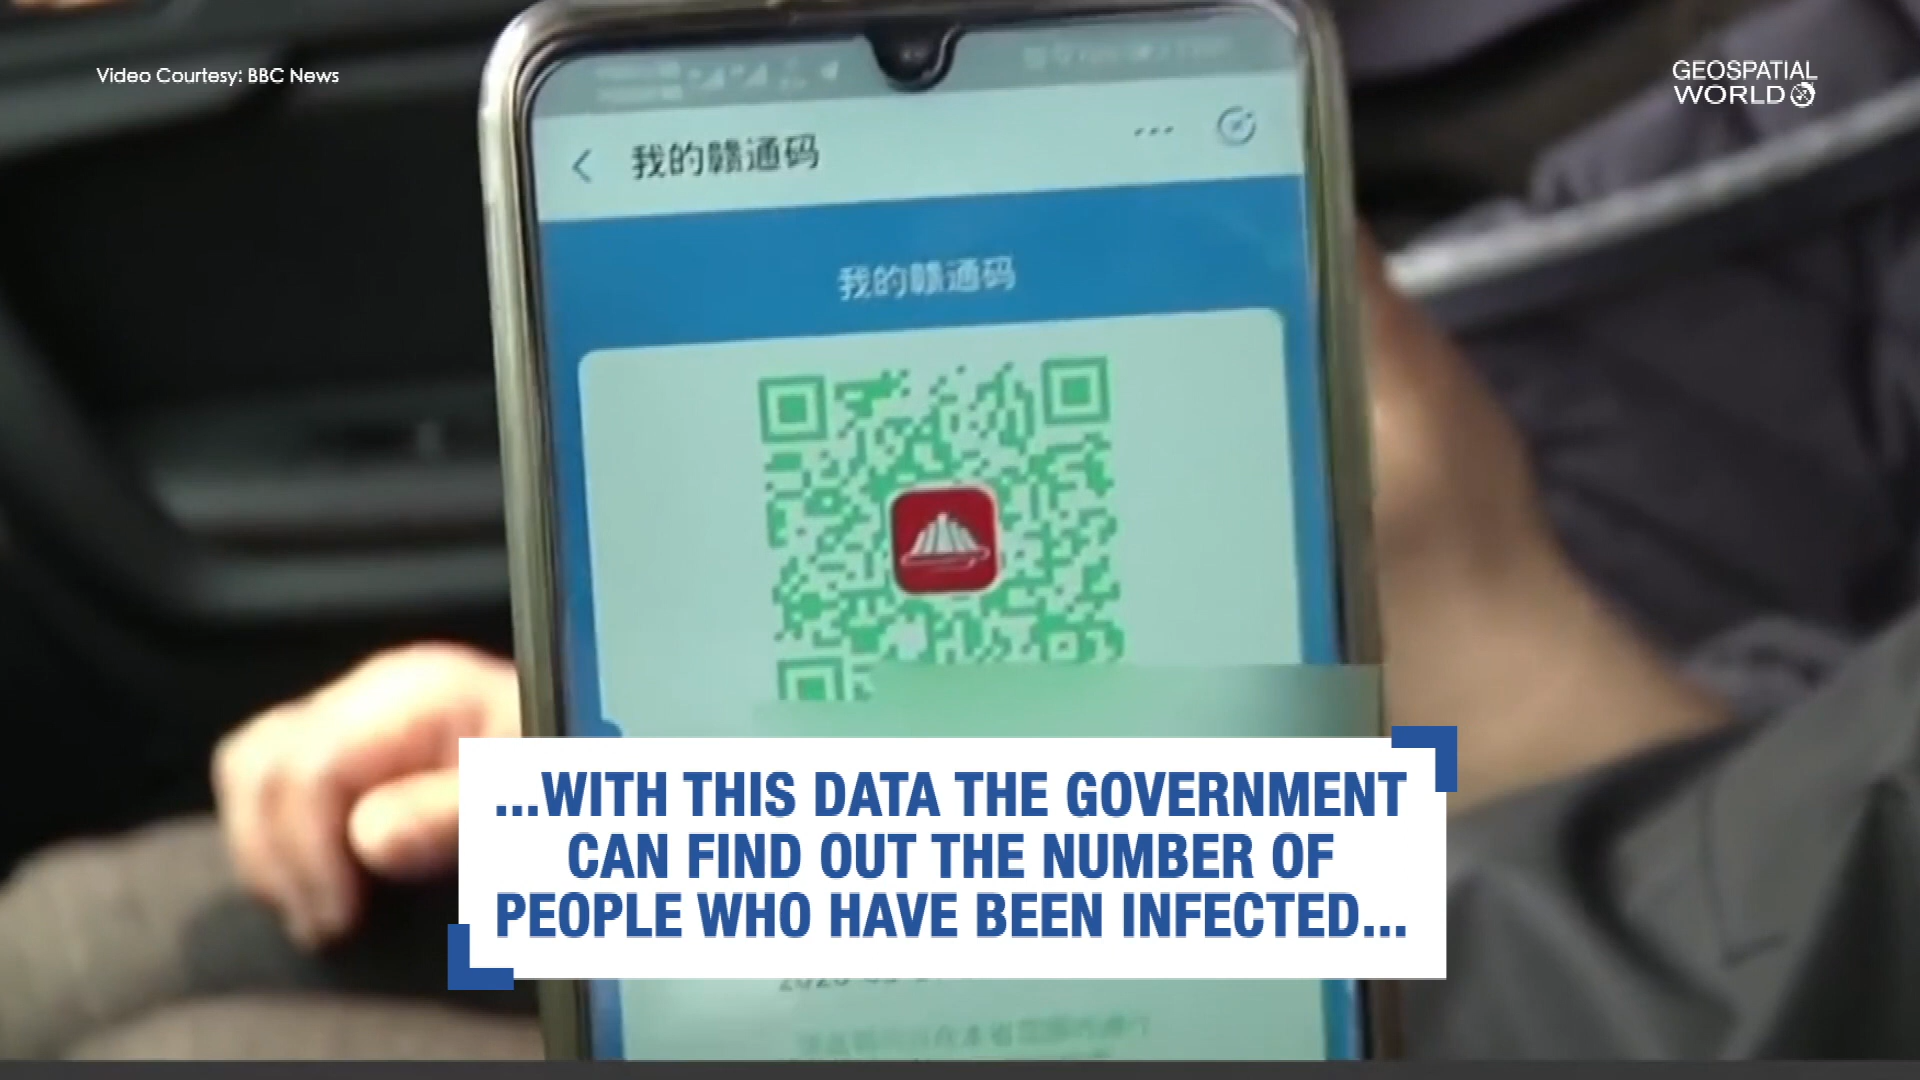 Video Courtesy: BBC News
GEOSPATIAL
WORLD
我的赣通码
我的赣通码
...WITH THIS DATA THE GOVERNMENT
CAN FIND OUT THE NUMBER OF
PEOPLE WHO HAVE BEEN INFECTED...